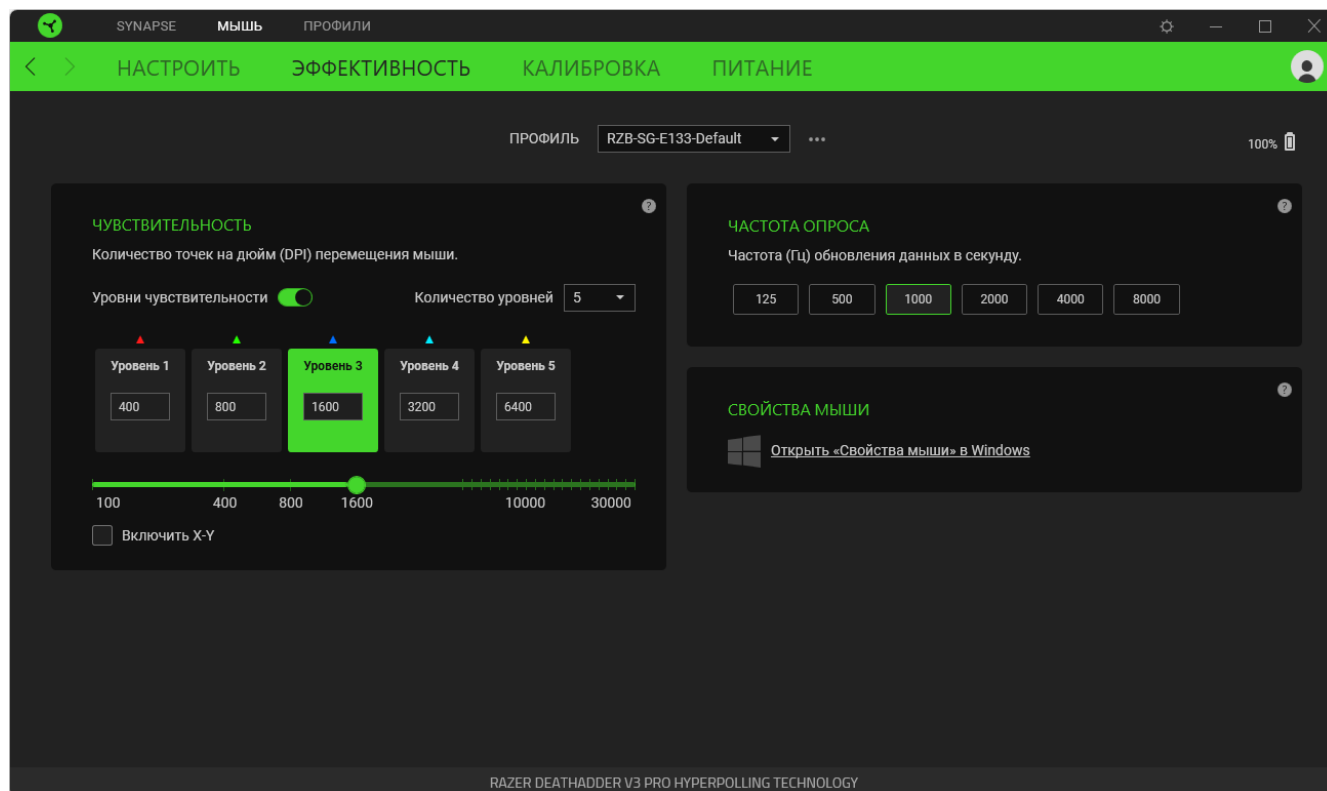 SYNAPSE МЫШЬ ПРОФИЛИ
НАСТРОИТЬ ЭФФЕКТИВНОСТЬ КАЛИБРОВКА ПИТАНИЕ
ПРОФИЛЬ RZB-SG-E133-Default
100%
ЧУВСТВИТЕЛЬНОСТЬ
Количество точек на дюйм (DPI) перемещения мыши.
Уровни чувствительности Количество уровней 5
Уровень 1 Уровень 2 Уровень 3 Уровень 4 Уровень 5
400 800 1600 3200 6400
100 400 800 1600 10000 30000
Включить X-Y
ЧАСТОТА ОПРОСА
Частота (Гц) обновления данных в секунду.
125 500 1000 2000 4000 8000
СВОЙСТВА МЫШИ
Открыть «Свойства мыши» в Windows
RAZER DEATHADDER V3 PRO HYPERPOLLING TECHNOLOGY